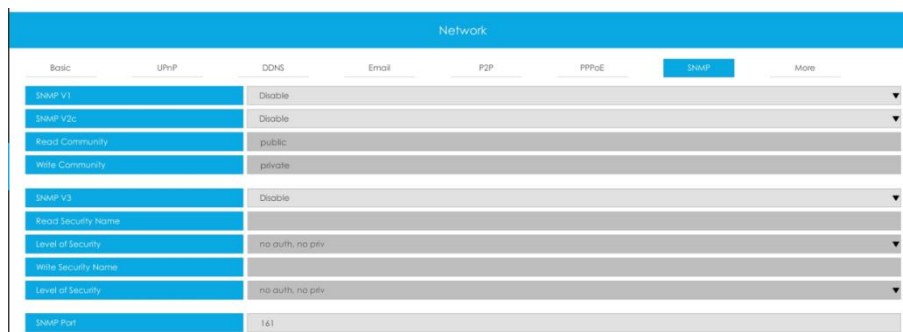 Network
Basic UPnP DDNS Email P2P PPPoE SNMP More
SNMP V1 Disable
SNMP V2c Disable
Read Community public
Write Community private
SNMP V3 Disable
Read Security Name
Level of Security no auth, no priv
Write Security Name
Level of Security no auth, no priv
SNMP Port 161